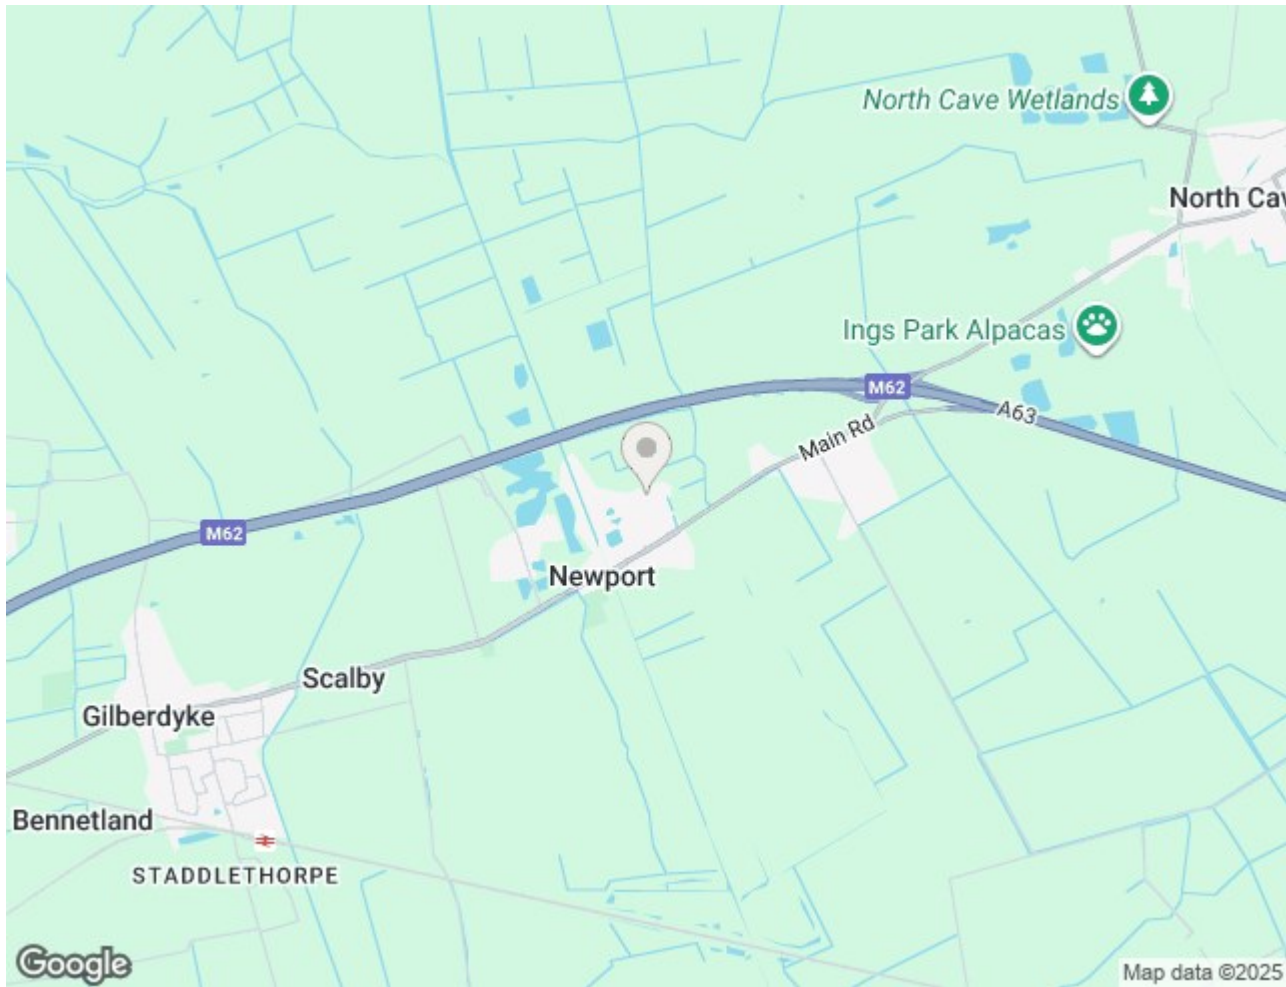 North Cave Wetlands
North Cav
Ings Park Alpacas
M62
A63
Main Rd
M62
Newport
Scalby
Gilberdyke
Bennetland
STADDLETHORPE
Google
Map data ©2025